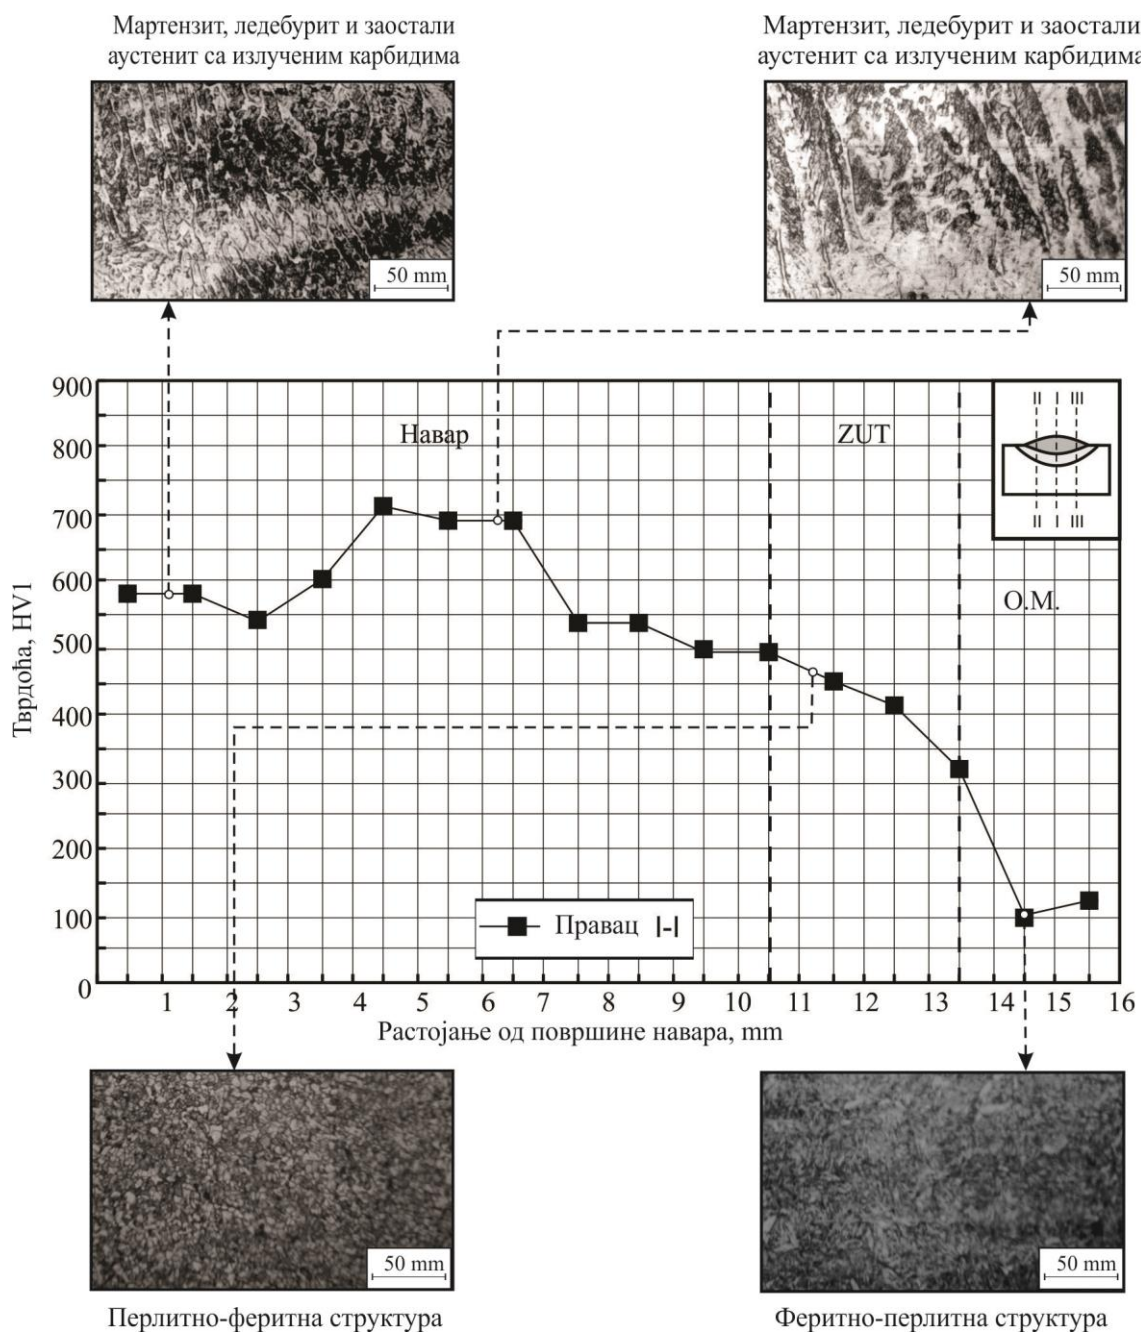 Мартензит, ледебурит и заостали
аустенит са излученим карбидима
Мартензит, ледебурит и заостали
аустенит са излученим карбидима
50 mm
50 mm
900
800
700
600
500
400
300
200
100
0
Тврдоћа, HV1
Навар
ZUT
О.М.
II I III
II I III
Правац I-I
1 2 3 4 5 6 7 8 9 10 11 12 13 14 15 16
Растојање од површине навара, mm
50 mm
50 mm
Перлитно-феритна структура
Феритно-перлитна структура